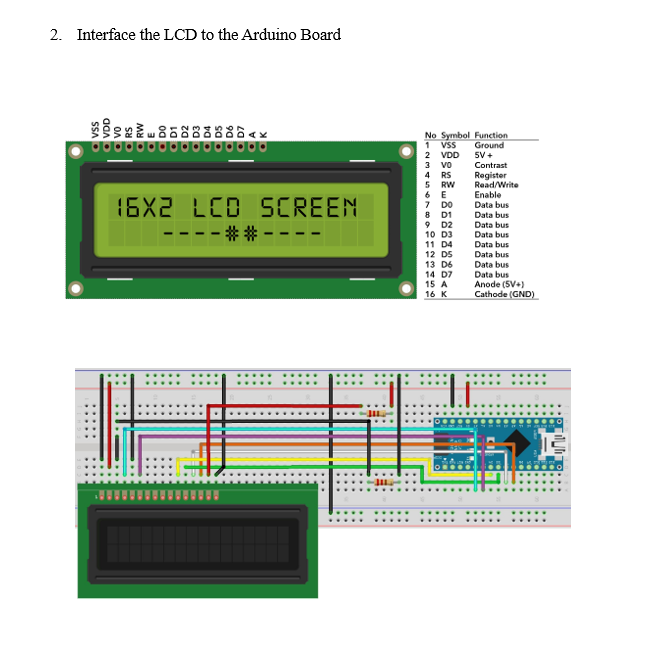 2. Interface the LCD to the Arduino Board
VSS
VDD
V0
RS
RW
E
D0
D1
D2
D3
D4
D5
D6
D7
A
K
16X2 LCD SCREEN
----##----
No Symbol Function
1 VSS Ground
2 VDD 5V+
3 V0 Contrast
4 RS Register
5 RW Read/Write
6 E Enable
7 D0 Data bus
8 D1 Data bus
9 D2 Data bus
10 D3 Data bus
11 D4 Data bus
12 D5 Data bus
13 D6 Data bus
14 D7 Data bus
15 A Anode (5V+)
16 K Cathode (GND)